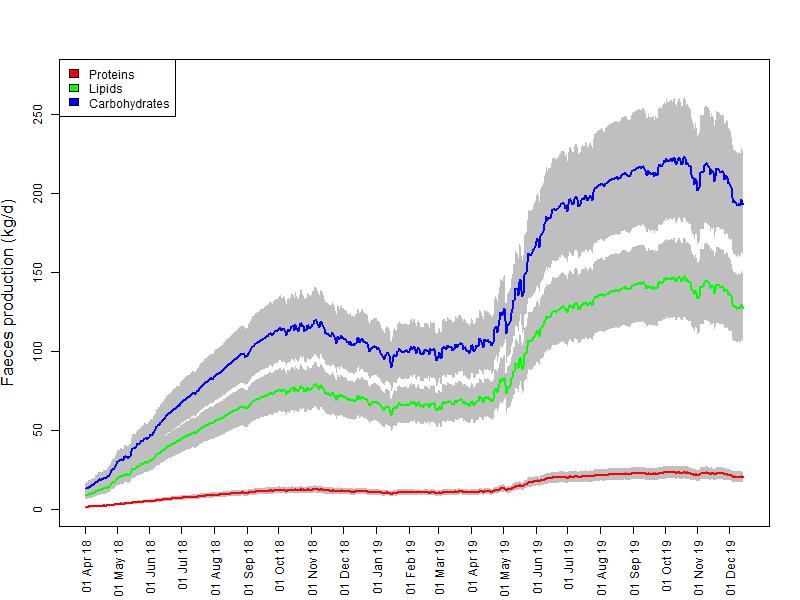 Proteins
Lipids
Carbohydrates
Faeces production (kg/d)
250
200
150
100
50
0
01 Apr 18
01 May 18
01 Jun 18
01 Jul 18
01 Aug 18
01 Sep 18
01 Oct 18
01 Nov 18
01 Dec 18
01 Jan 19
01 Feb 19
01 Mar 19
01 Apr 19
01 May 19
01 Jun 19
01 Jul 19
01 Aug 19
01 Sep 19
01 Oct 19
01 Nov 19
01 Dec 19